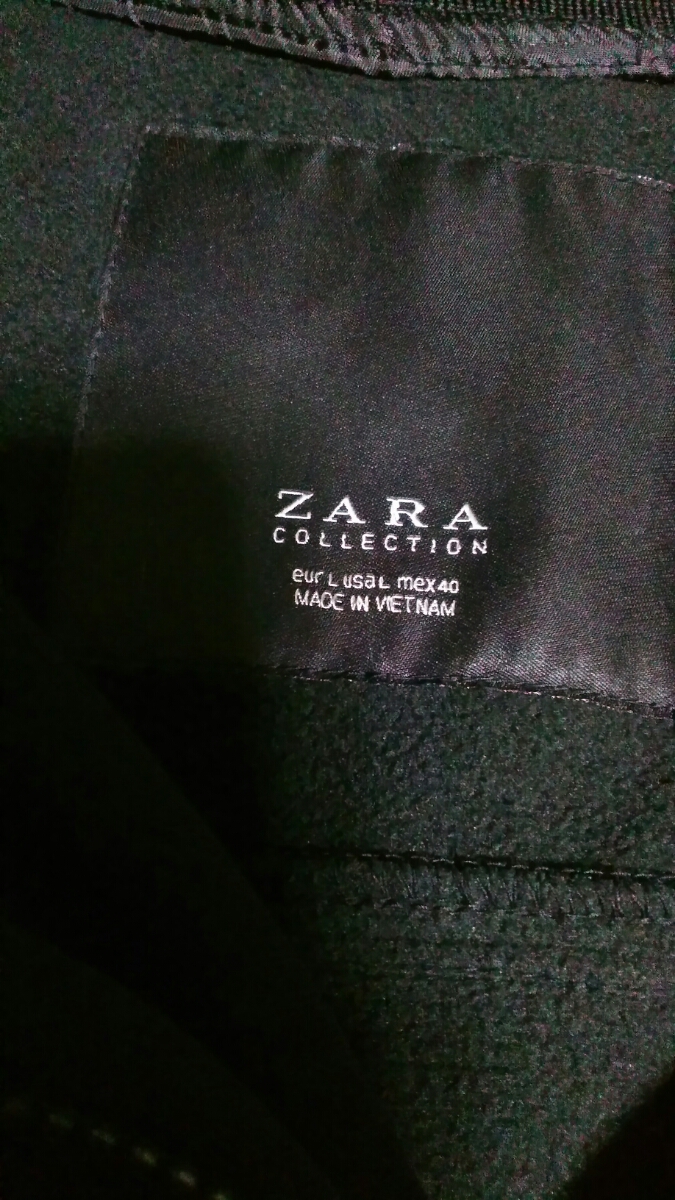 ZARA
COLLECTION
eur L usa L mex 40
MADE IN VIETNAM